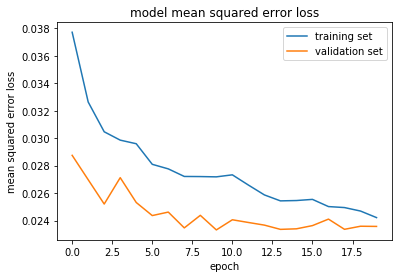 model mean squared error loss
training set
validation set
mean squared error loss
0.038
0.036
0.034
0.032
0.030
0.028
0.026
0.024
0.0 2.5 5.0 7.5 10.0 12.5 15.0 17.5
epoch